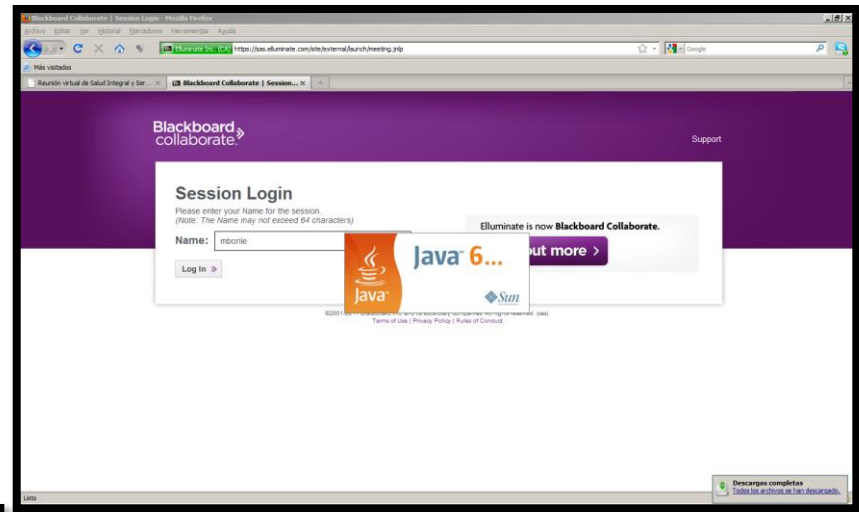 Blackboard Collaborate | Session Login - Mozilla Firefox
Archivo Editar Ver Historial Marcadores Herramientas Ayuda
Elluminate Inc. (CA) https://sas.elluminate.com/site/external/launch/meeting.jnlp
Google
Más visitados
Reunión virtual de Salud Integral y Ser...
Blackboard Collaborate | Session...
Blackboard
collaborate
Support
Session Login
Please enter your Name for the session.
(Note: The Name may not exceed 64 characters)
Name: mbonle
Log In
Elluminate is now Blackboard Collaborate.
out more >
Java 6...
Java
Sun
Terms of Use | Privacy Policy | Rules of Conduct
Descargas completas
Todos los archivos se han descargado.
Listo